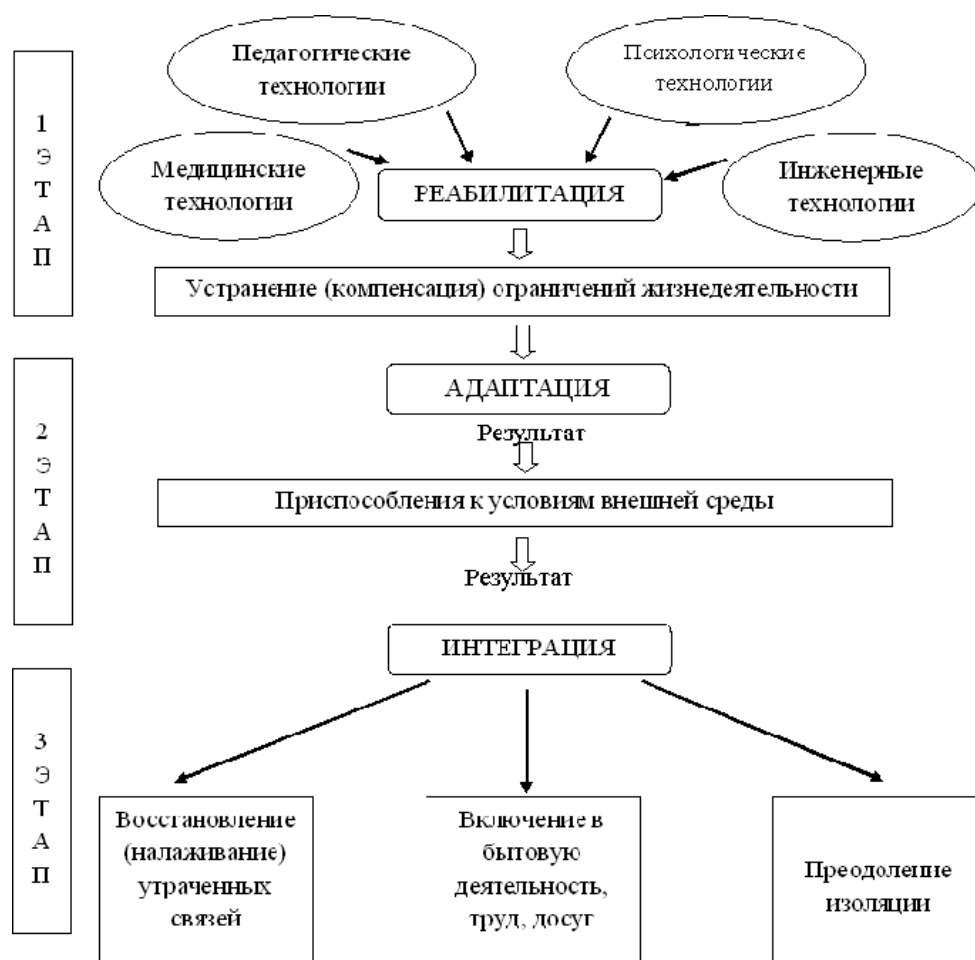 1
Э
Т
А
П
Педагогические
технологии
Психологические
технологии
Медицинские
технологии
РЕАБИЛИТАЦИЯ
Инженерные
технологии
Устранение (компенсация) ограничений жизнедеятельности
2
Э
Т
А
П
АДАПТАЦИЯ
Результат
Приспособления к условиям внешней среды
Результат
3
Э
Т
А
П
ИНТЕГРАЦИЯ
Восстановление
(налаживание)
утраченных
связей
Включение в
бытовую
деятельность,
труд, досуг
Преодоление
изоляции